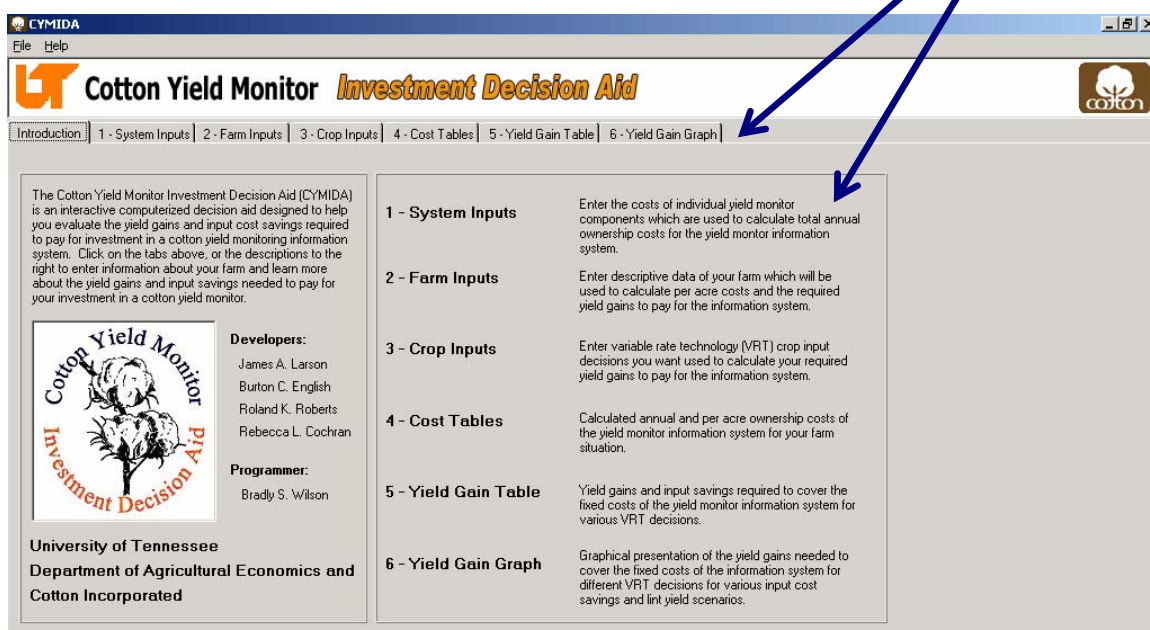 CYMIDA
File Help
UT Cotton Yield Monitor Investment Decision Aid
cotton
Introduction 1 - System Inputs 2 - Farm Inputs 3 - Crop Inputs 4 - Cost Tables 5 - Yield Gain Table 6 - Yield Gain Graph
The Cotton Yield Monitor Investment Decision Aid (CYMIDA)
is an interactive computerized decision aid designed to help
you evaluate the yield gains and input cost savings required
to pay for investment in a cotton yield monitoring information
system. Click on the tabs above, or the descriptions to the
right to enter information about your farm and learn more
about the yield gains and input savings needed to pay for
your investment in a cotton yield monitor.
Cotton Yield Monitor
Investment Decision Aid
Developers:
James A. Larson
Burton C. English
Roland K. Roberts
Rebecca L. Cochran
Programmer:
Bradly S. Wilson
University of Tennessee
Department of Agricultural Economics and
Cotton Incorporated
1 - System Inputs
Enter the costs of individual yield monitor
components which are used to calculate total annual
ownership costs for the yield montor information
system.
2 - Farm Inputs
Enter descriptive data of your farm which will be
used to calculate per acre costs and the required
yield gains to pay for the information system.
3 - Crop Inputs
Enter variable rate technology (VRT) crop input
decisions you want used to calculate your required
yield gains to pay for the information system.
4 - Cost Tables
Calculated annual and per acre ownership costs of
the yield monitor information system for your farm
situation.
5 - Yield Gain Table
Yield gains and input savings required to cover the
fixed costs of the yield monitor information system for
various VRT decisions.
6 - Yield Gain Graph
Graphical presentation of the yield gains needed to
cover the fixed costs of the information system for
different VRT decisions for various input cost
savings and lint yield scenarios.